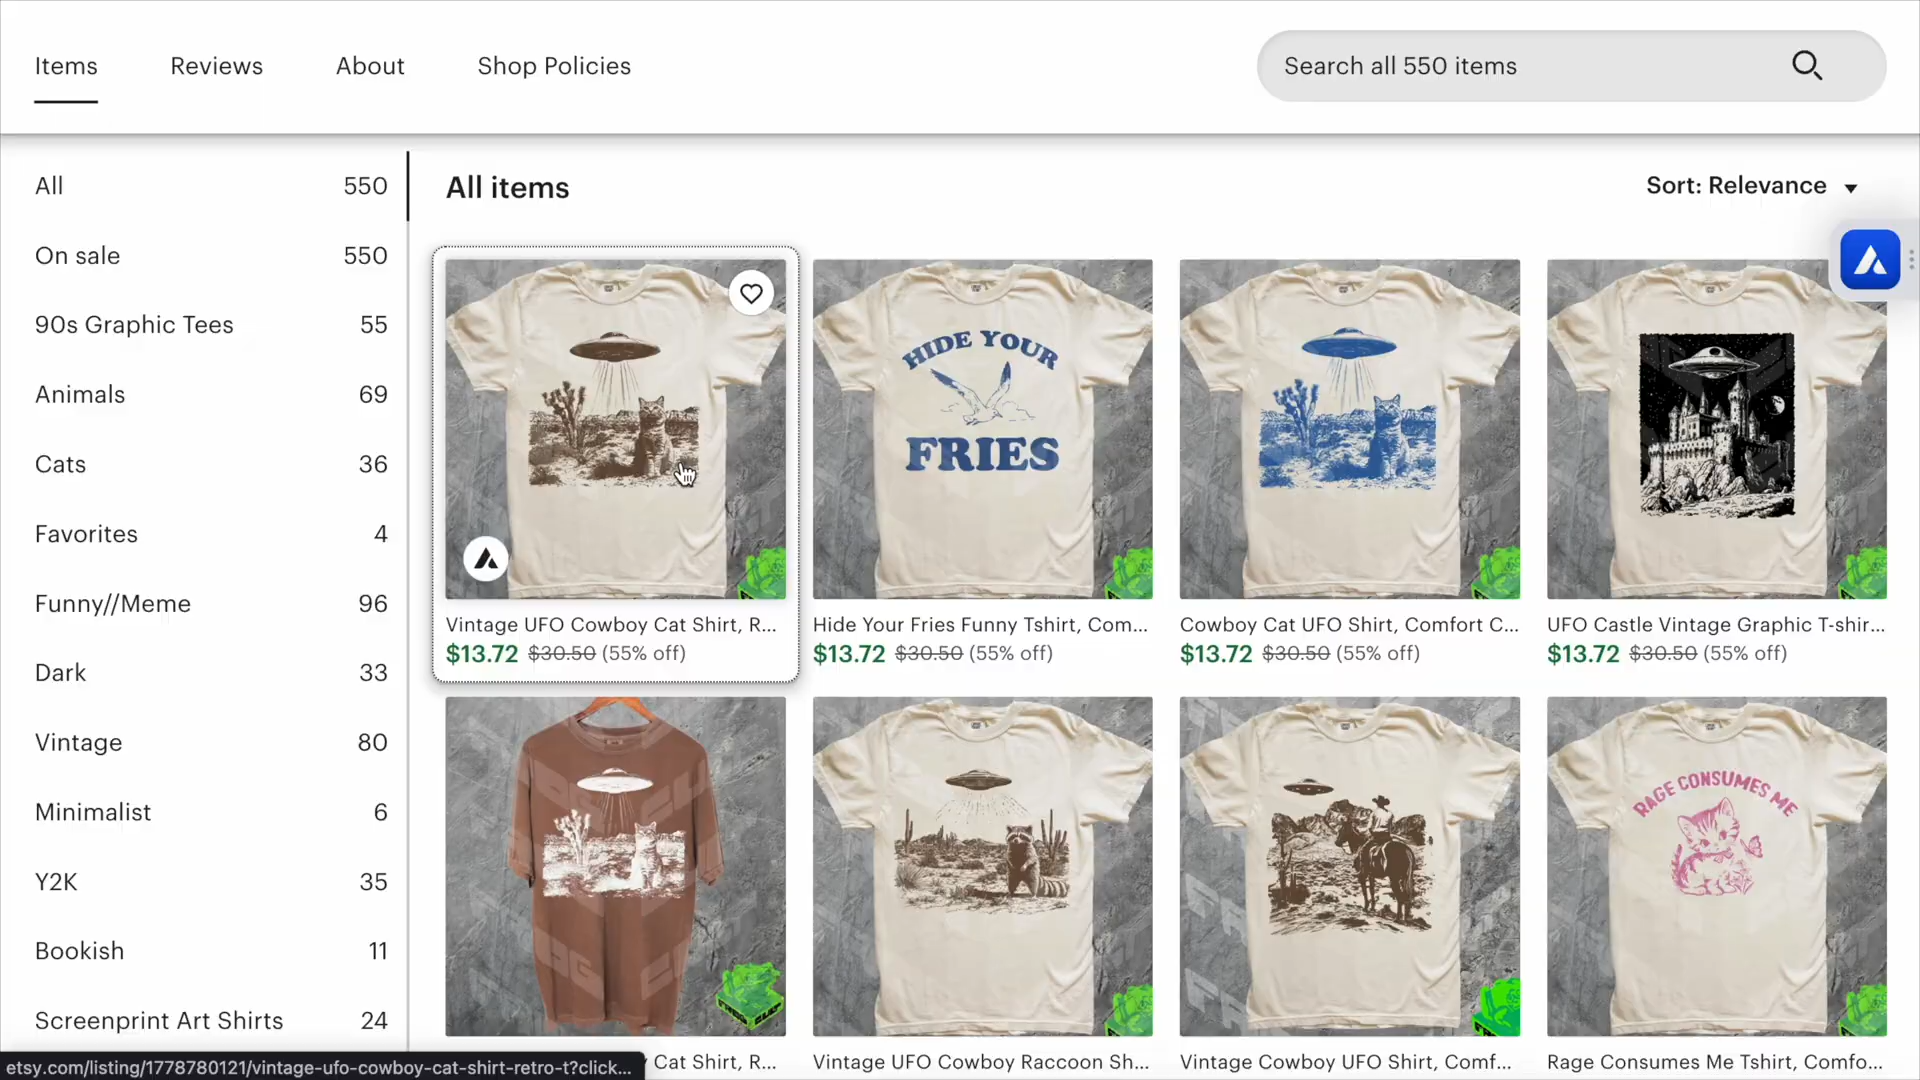 Items
Reviews
About
Shop Policies
Search all 550 items
All 550
On sale 550
90s Graphic Tees 55
Animals 69
Cats 36
Favorites 4
Funny//Meme 96
Dark 33
Vintage 80
Minimalist 6
Y2K 35
Bookish 11
Screenprint Art Shirts 24
All items
Sort: Relevance
HIDE YOUR
FRIES
Vintage UFO Cowboy Cat Shirt, R...
$13.72 $30.50 (55% off)
Hide Your Fries Funny Tshirt, Com...
$13.72 $30.50 (55% off)
Cowboy Cat UFO Shirt, Comfort C...
$13.72 $30.50 (55% off)
UFO Castle Vintage Graphic T-shir...
$13.72 $30.50 (55% off)
RAGE CONSUMES ME
Cat Shirt, R...
Vintage UFO Cowboy Raccoon Sh...
Vintage Cowboy UFO Shirt, Comf...
Rage Consumes Me Tshirt, Comfo...
etsy.com/listing/1778780121/vintage-ufo-cowboy-cat-shirt-retro-t?click...